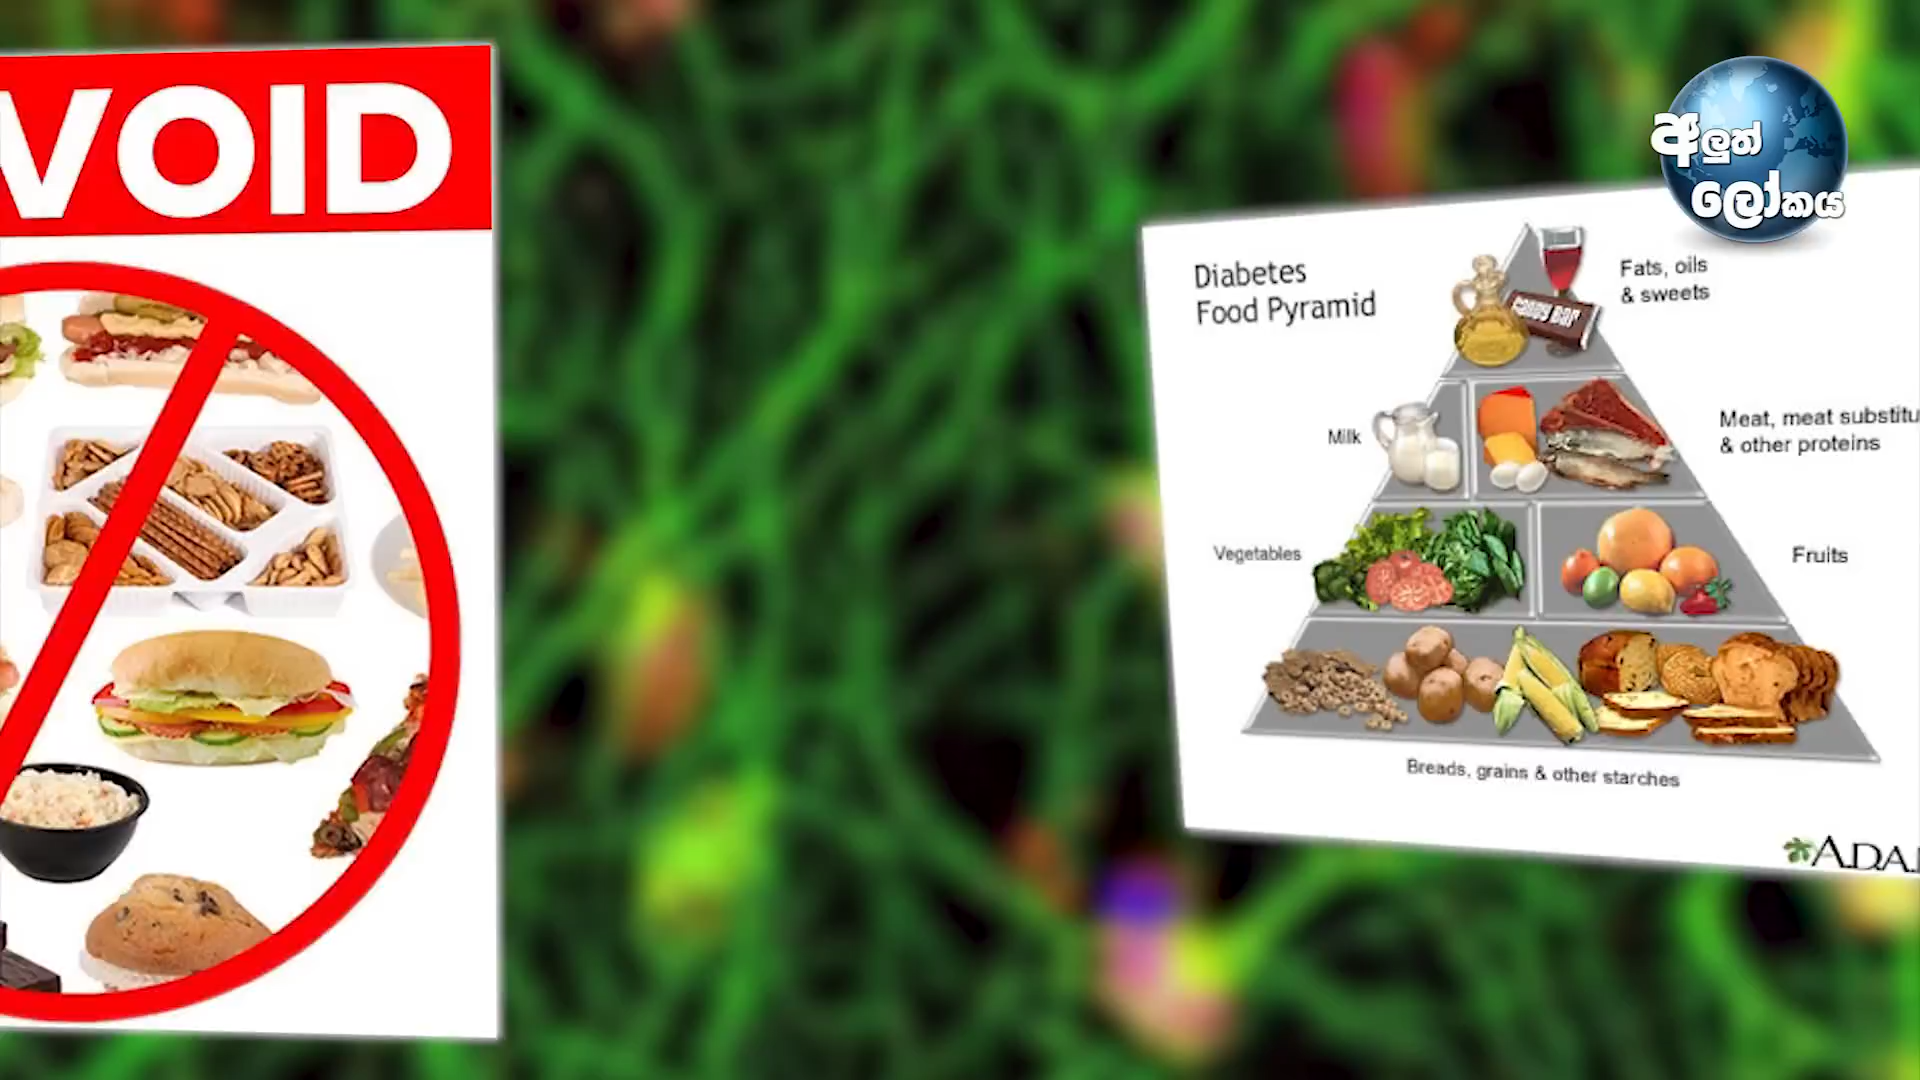 VOID
අලුත්
ලෝකය
Diabetes
Food Pyramid
Fats, oils
& sweets
CANDY BAR
Milk
Meat, meat substitu
& other proteins
Vegetables
Fruits
Breads, grains & other starches
A.D.A.